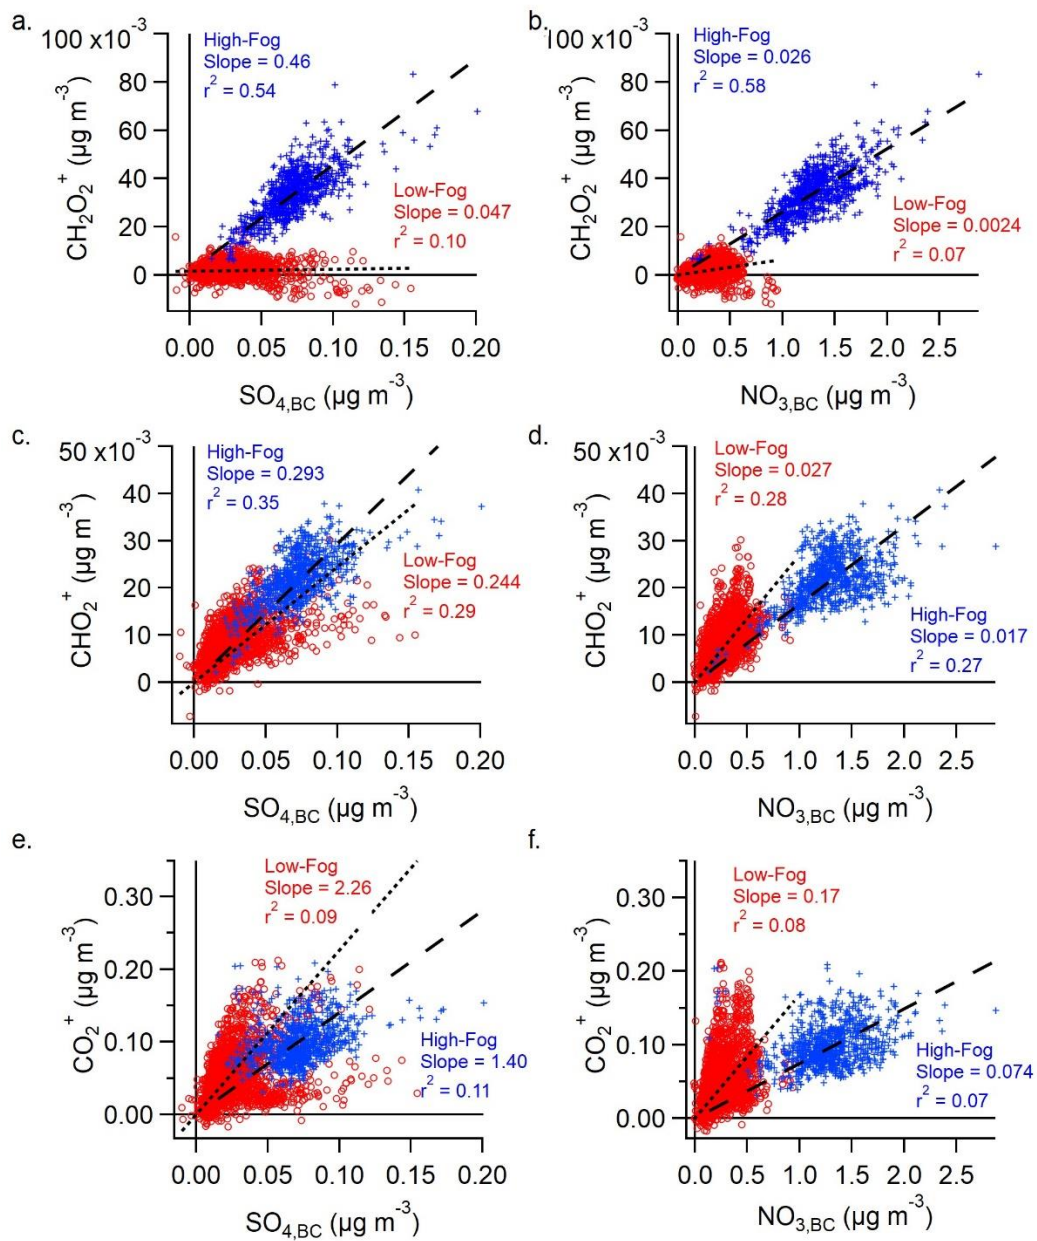 a.
100 x10⁻³
80
60
40
20
0
CH₂O₂⁺ (µg m⁻³)
High-Fog
Slope = 0.46
r² = 0.54
Low-Fog
Slope = 0.047
r² = 0.10
0.00 0.05 0.10 0.15 0.20
SO₄,BC (µg m⁻³)
b.
100 x10⁻³
80
60
40
20
0
CH₂O₂⁺ (µg m⁻³)
High-Fog
Slope = 0.026
r² = 0.58
Low-Fog
Slope = 0.0024
r² = 0.07
0.0 0.5 1.0 1.5 2.0 2.5
NO₃,BC (µg m⁻³)
c.
50 x10⁻³
40
30
20
10
0
CHO₂⁺ (µg m⁻³)
High-Fog
Slope = 0.293
r² = 0.35
Low-Fog
Slope = 0.244
r² = 0.29
0.00 0.05 0.10 0.15 0.20
SO₄,BC (µg m⁻³)
d.
50 x10⁻³
40
30
20
10
0
CHO₂⁺ (µg m⁻³)
Low-Fog
Slope = 0.027
r² = 0.28
High-Fog
Slope = 0.017
r² = 0.27
0.0 0.5 1.0 1.5 2.0 2.5
NO₃,BC (µg m⁻³)
e.
0.30
0.20
0.10
0.00
CO₂⁺ (µg m⁻³)
Low-Fog
Slope = 2.26
r² = 0.09
High-Fog
Slope = 1.40
r² = 0.11
0.00 0.05 0.10 0.15 0.20
SO₄,BC (µg m⁻³)
f.
0.30
0.20
0.10
0.00
CO₂⁺ (µg m⁻³)
Low-Fog
Slope = 0.17
r² = 0.08
High-Fog
Slope = 0.074
r² = 0.07
0.0 0.5 1.0 1.5 2.0 2.5
NO₃,BC (µg m⁻³)